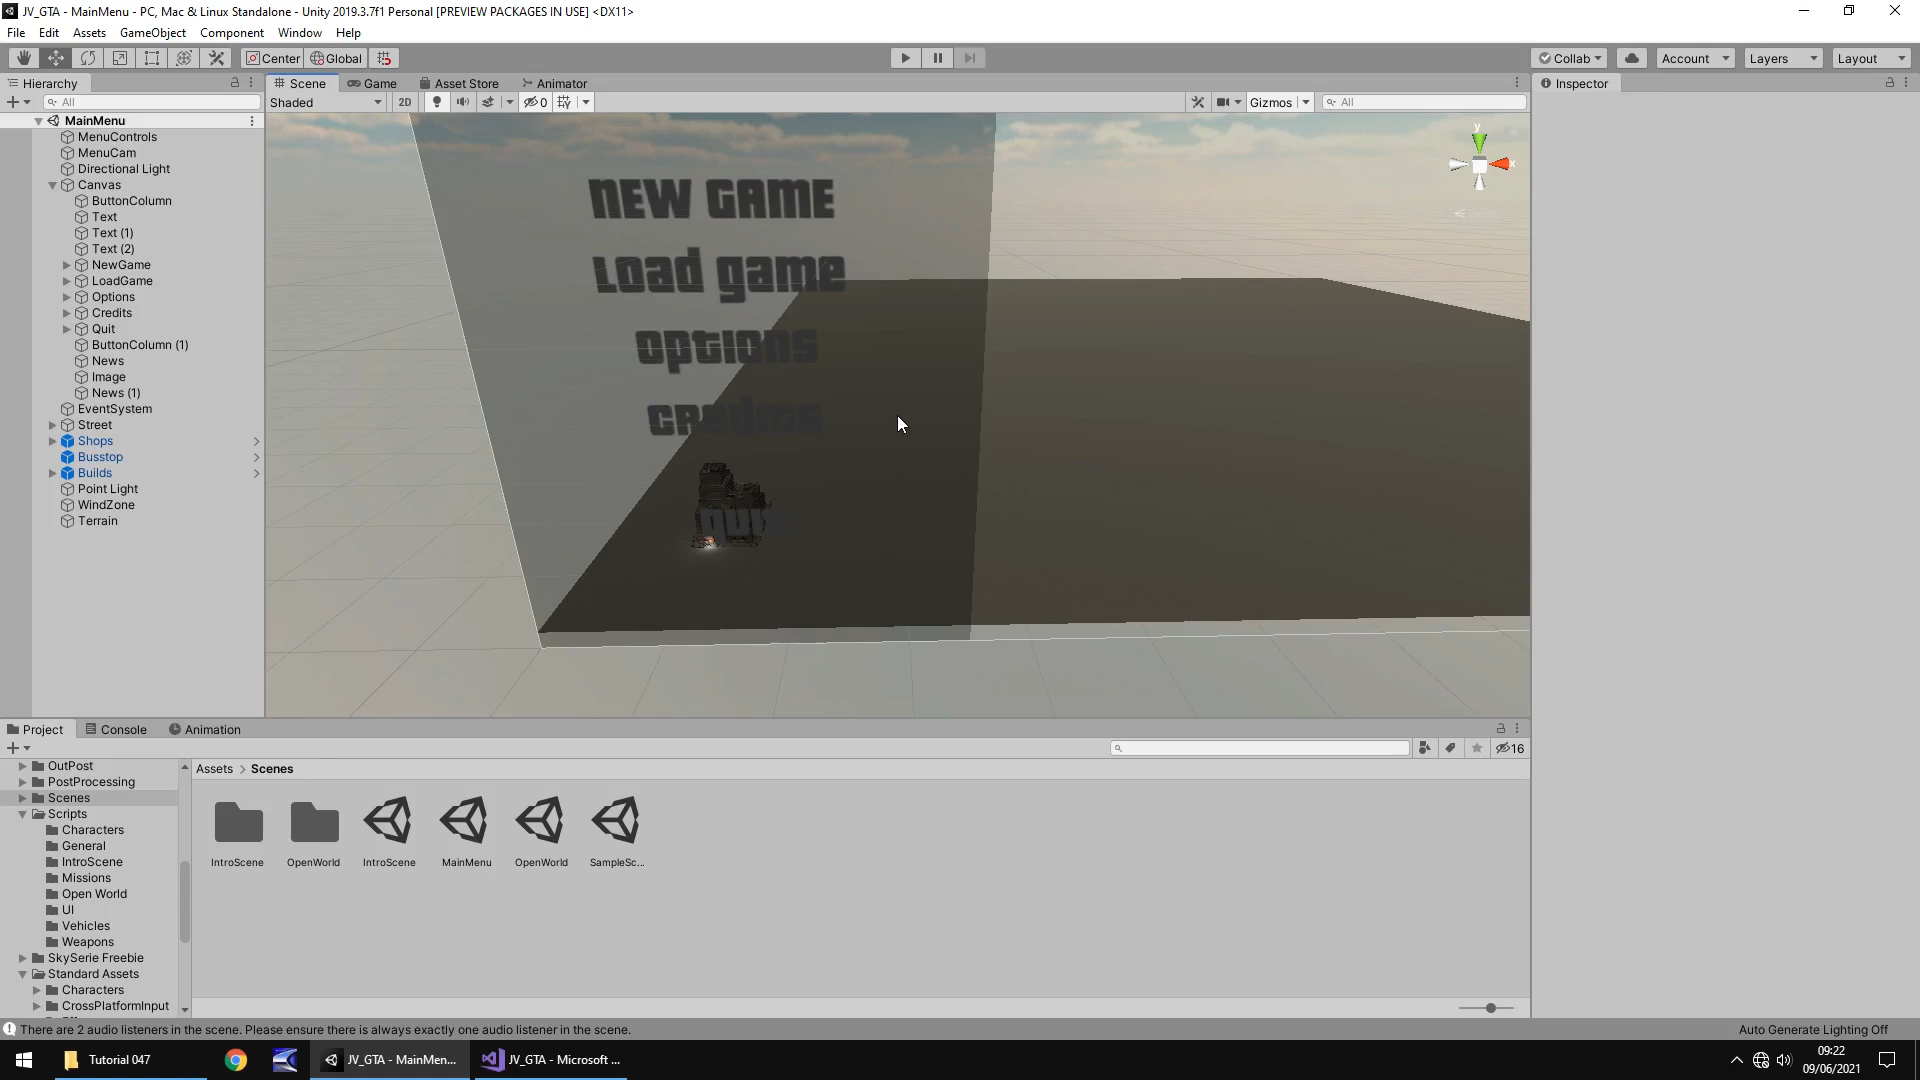 JV_GTA - MainMenu - PC, Mac & Linux Standalone - Unity 2019.3.7f1 Personal [PREVIEW PACKAGES IN USE] <DX11>
File Edit Assets GameObject Component Window Help
Center Global Collab Account Layers Layout
Hierarchy Scene Game Asset Store Animator Inspector
All Shaded 2D 0 Gizmos All
MainMenu
MenuControls
MenuCam
Directional Light
Canvas
ButtonColumn
Text
Text (1)
Text (2)
NewGame
LoadGame
Options
Credits
Quit
ButtonColumn (1)
News
Image
News (1)
EventSystem
Street
Shops
Busstop
Builds
Point Light
WindZone
Terrain
NEW GAME
Load game
options
credits
y
x
Project Console Animation
16
OutPost
PostProcessing
Scenes
Scripts
Characters
General
IntroScene
Missions
Open World
UI
Vehicles
Weapons
SkySerie Freebie
Standard Assets
Characters
CrossPlatformInput
Assets > Scenes
IntroScene OpenWorld IntroScene MainMenu OpenWorld SampleSc...
There are 2 audio listeners in the scene. Please ensure there is always exactly one audio listener in the scene.
Auto Generate Lighting Off
Tutorial 047 JV_GTA - MainMen... JV_GTA - Microsoft ...
09:22
09/06/2021